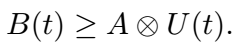 B(t) ≥ A ⊗ U(t).